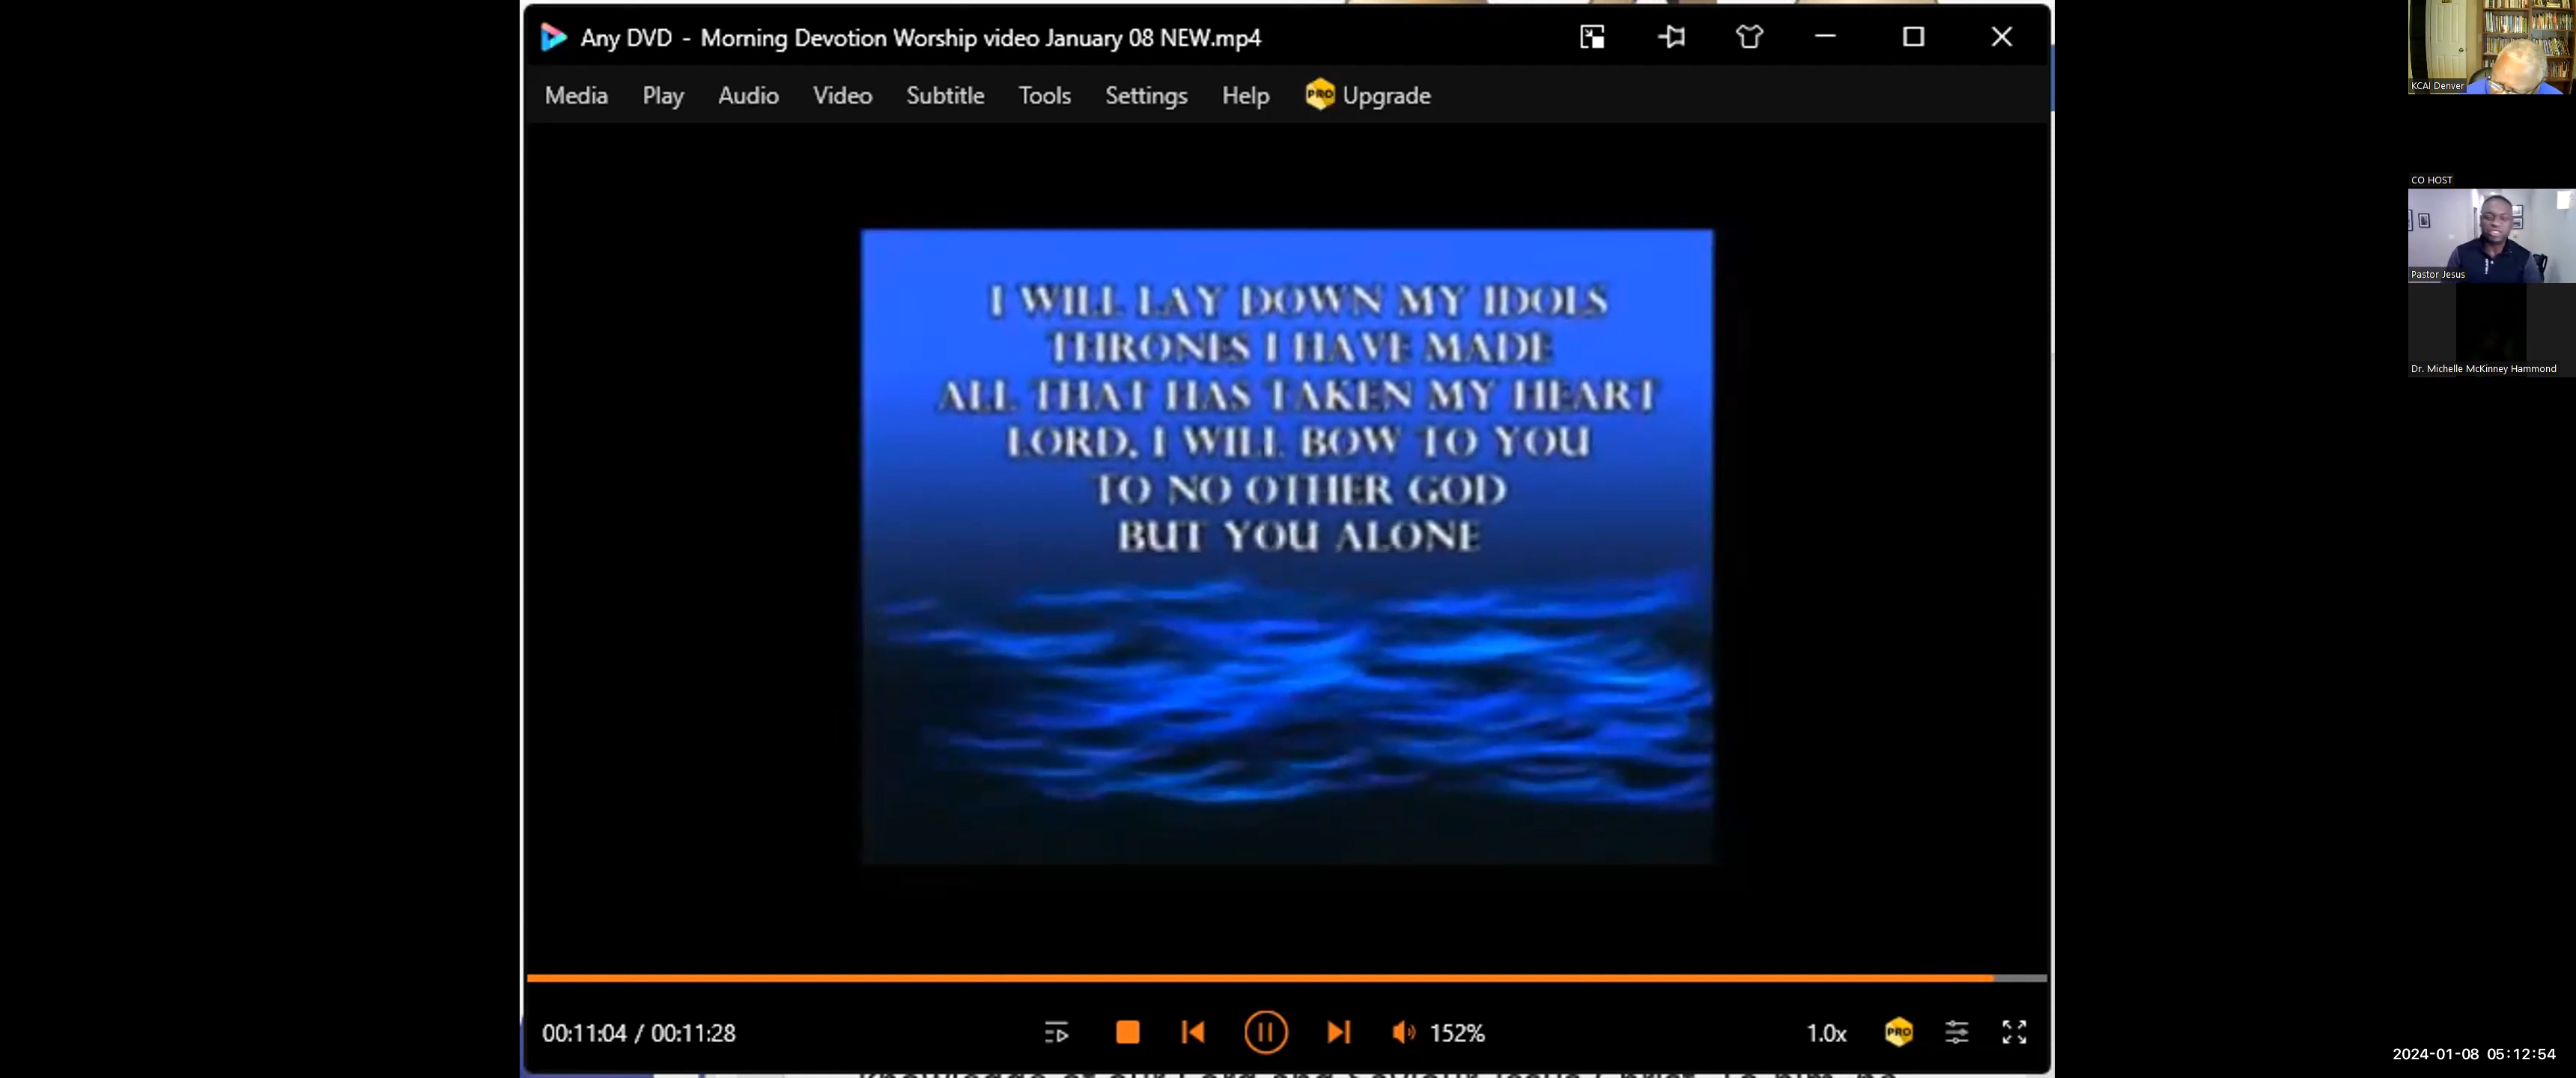 Any DVD - Morning Devotion Worship video January 08 NEW.mp4
Media Play Audio Video Subtitle Tools Settings Help PRO Upgrade
I WILL LAY DOWN MY IDOLS
THRONES I HAVE MADE
ALL THAT HAS TAKEN MY HEART
LORD, I WILL BOW TO YOU
TO NO OTHER GOD
BUT YOU ALONE
00:11:04 / 00:11:28
152%
1.0x
PRO
KCAI Denver
CO HOST
Pastor Jesus
Dr. Michelle McKinney Hammond
2024-01-08 05:12:54